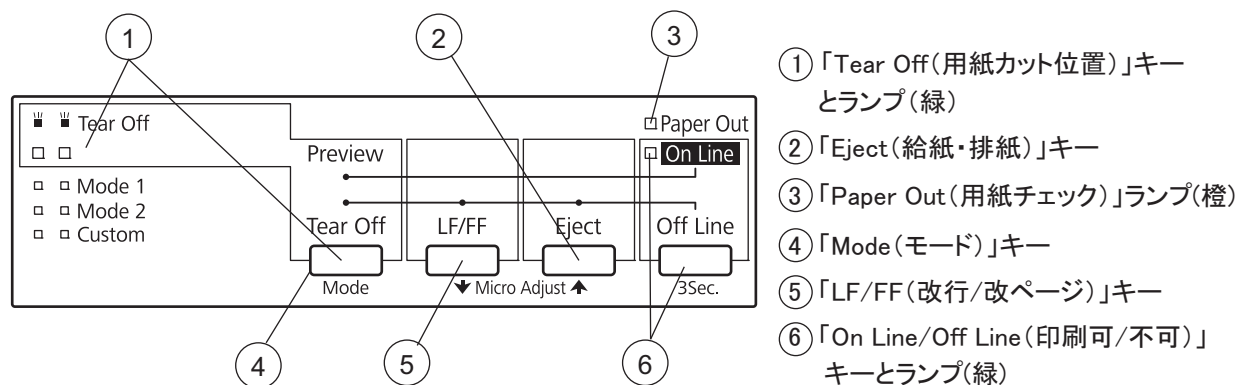 1
2
3
Tear Off
Paper Out
Preview
On Line
Mode 1
Mode 2
Custom
Tear Off
LF/FF
Eject
Off Line
Mode
Micro Adjust
3Sec.
4
5
6
①「Tear Off(用紙カット位置)」キー
とランプ(緑)
②「Eject(給紙・排紙)」キー
③「Paper Out(用紙チェック)」ランプ(橙)
④「Mode(モード)」キー
⑤「LF/FF(改行/改ページ)」キー
⑥「On Line/Off Line(印刷可/不可)」
キーとランプ(緑)